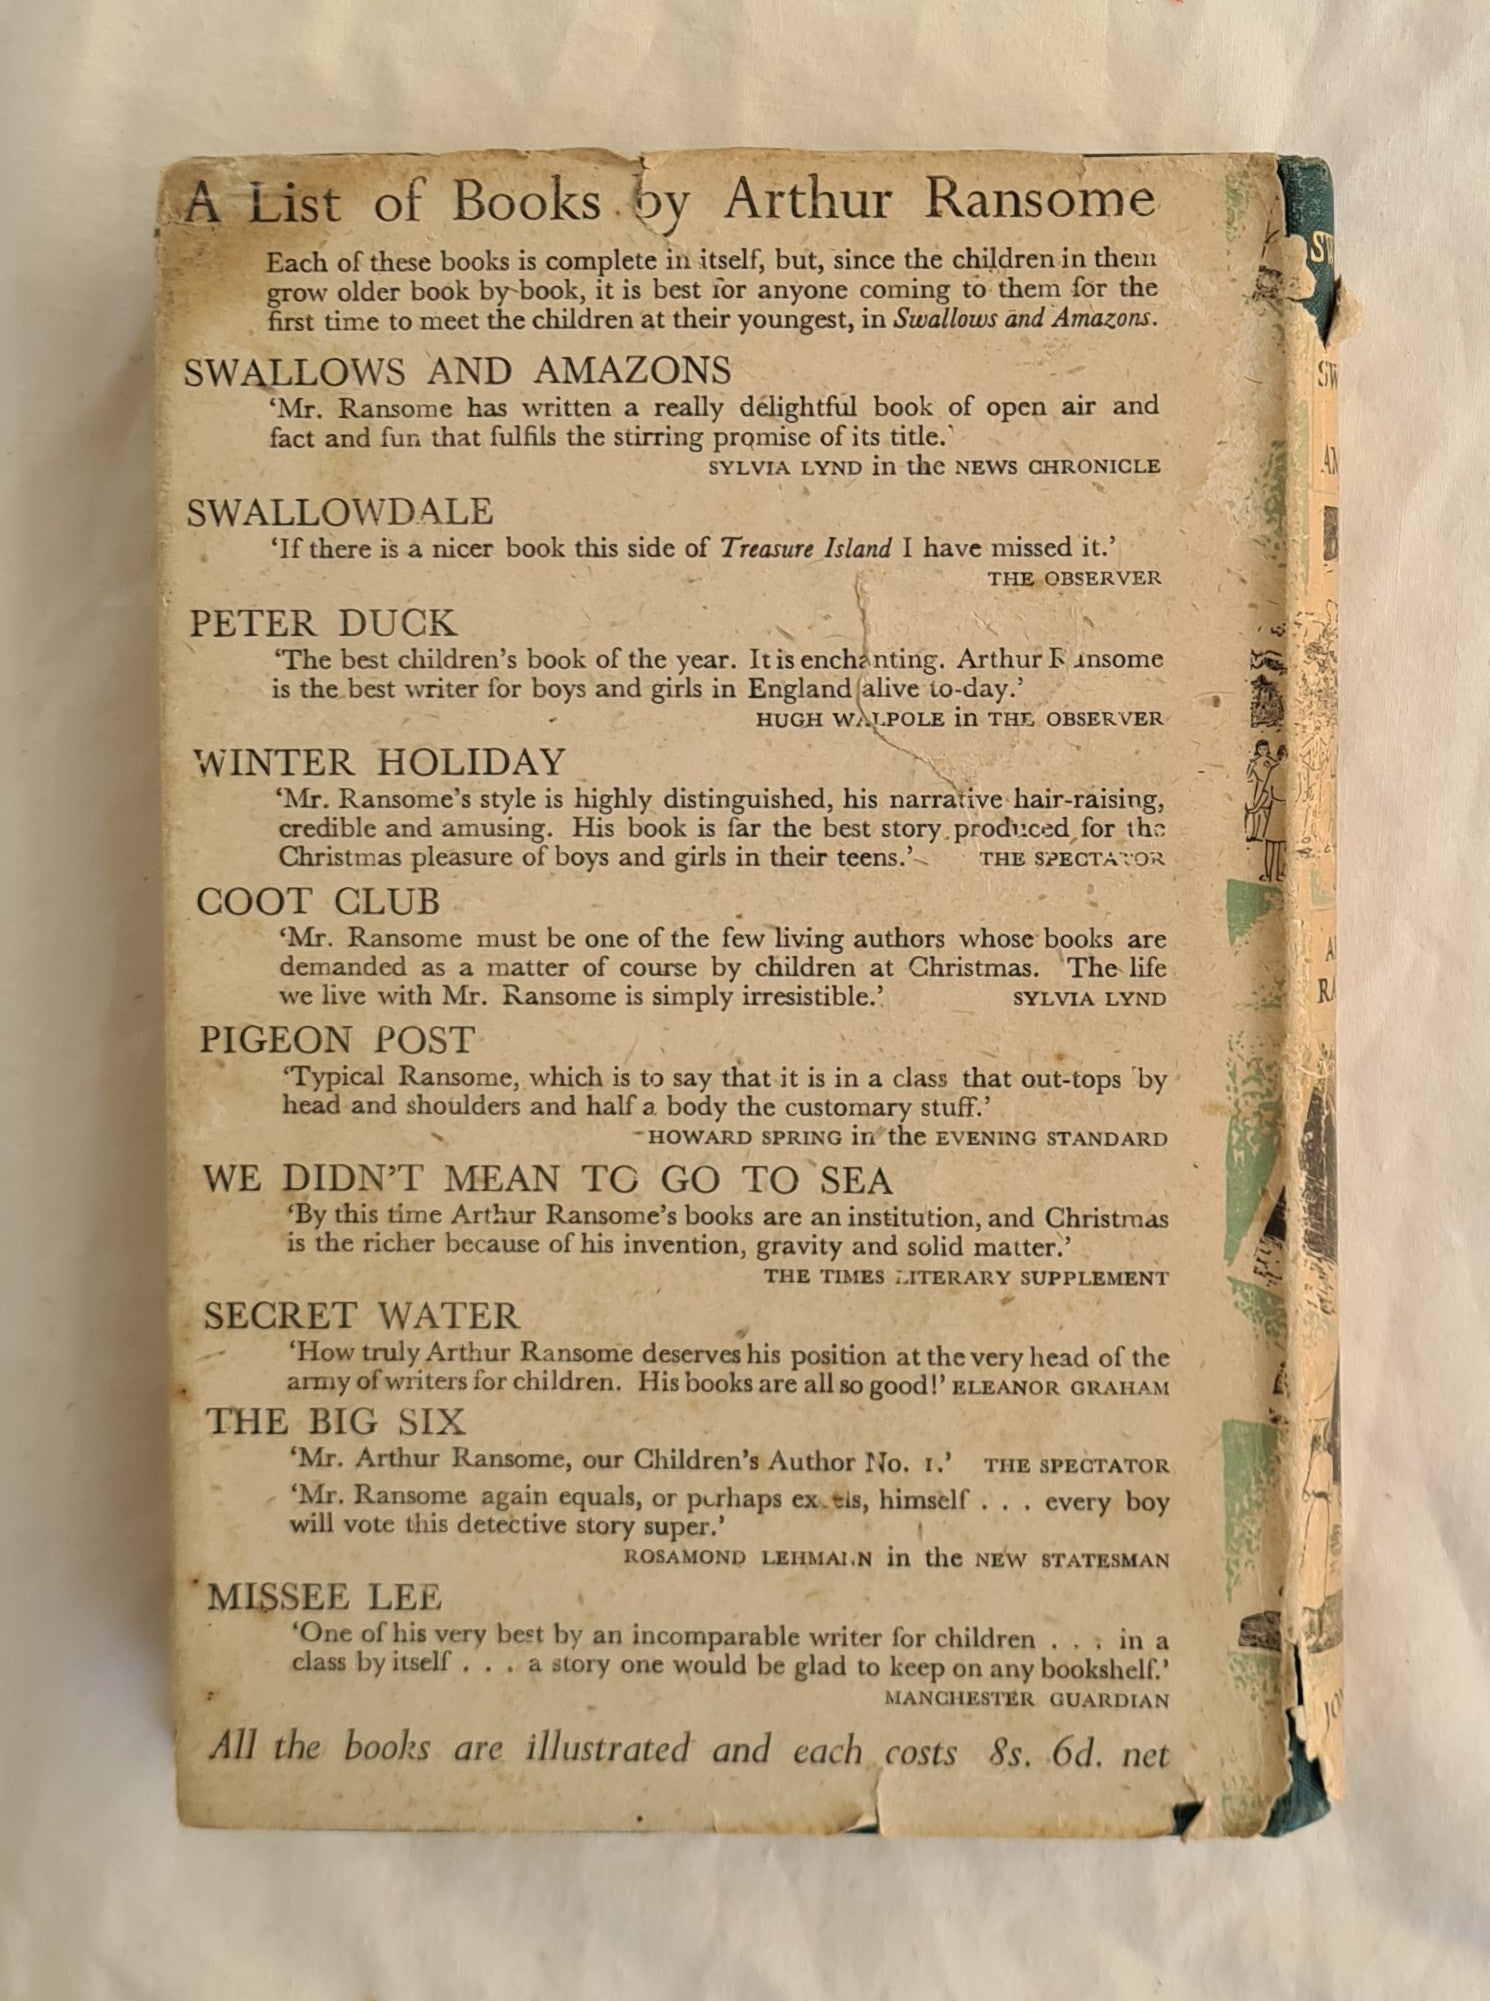 A List of Books by Arthur Ransome
Each of these books is complete in itself, but, since the children in them
grow older book by book, it is best for anyone coming to them for the
first time to meet the children at their youngest, in Swallows and Amazons.
SWALLOWS AND AMAZONS
‘Mr. Ransome has written a really delightful book of open air and
fact and fun that fulfils the stirring promise of its title.’
SYLVIA LYND in the NEWS CHRONICLE
SWALLOWDALE
‘If there is a nicer book this side of Treasure Island I have missed it.’
THE OBSERVER
PETER DUCK
‘The best children’s book of the year. It is enchanting. Arthur Ransome
is the best writer for boys and girls in England alive to-day.’
HUGH WALPOLE in THE OBSERVER
WINTER HOLIDAY
‘Mr. Ransome’s style is highly distinguished, his narrative hair-raising,
credible and amusing. His book is far the best story produced for the
Christmas pleasure of boys and girls in their teens.’ THE SPECTATOR
COOT CLUB
‘Mr. Ransome must be one of the few living authors whose books are
demanded as a matter of course by children at Christmas. The life
we live with Mr. Ransome is simply irresistible.’ SYLVIA LYND
PIGEON POST
‘Typical Ransome, which is to say that it is in a class that out-tops by
head and shoulders and half a body the customary stuff.’
HOWARD SPRING in the EVENING STANDARD
WE DIDN’T MEAN TO GO TO SEA
‘By this time Arthur Ransome’s books are an institution, and Christmas
is the richer because of his invention, gravity and solid matter.’
THE TIMES LITERARY SUPPLEMENT
SECRET WATER
‘How truly Arthur Ransome deserves his position at the very head of the
army of writers for children. His books are all so good!’ ELEANOR GRAHAM
THE BIG SIX
‘Mr. Arthur Ransome, our Children’s Author No. 1.’ THE SPECTATOR
‘Mr. Ransome again equals, or perhaps excels, himself . . . every boy
will vote this detective story super.’
ROSAMOND LEHMANN in the NEW STATESMAN
MISSEE LEE
‘One of his very best by an incomparable writer for children . . . in a
class by itself . . . a story one would be glad to keep on any bookshelf.’
MANCHESTER GUARDIAN
All the books are illustrated and each costs 8s. 6d. net